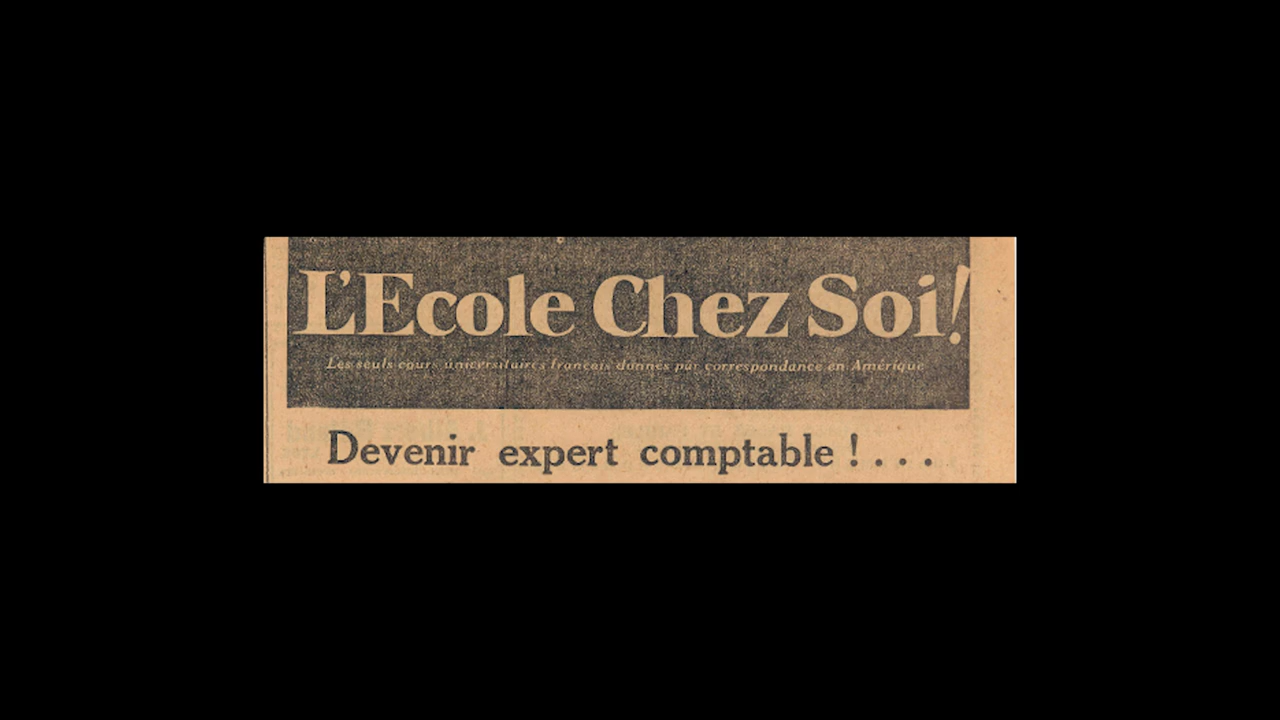 L'Ecole Chez Soi!
Les seuls cours universitaires français donnés par correspondance en Amérique
Devenir expert comptable ! . . .